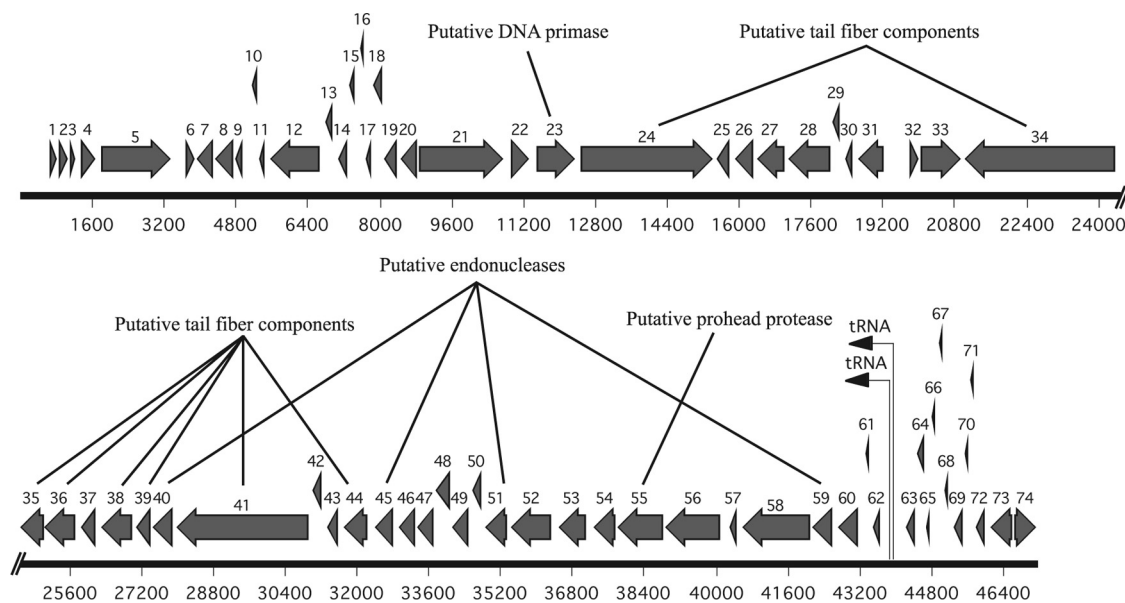 16
10 15 18
Putative DNA primase
Putative tail fiber components
13 29
1 2 3 4 5 6 7 8 9 11 12 14 17 19 20 21 22 23 24 25 26 27 28 30 31 32 33 34
1600 3200 4800 6400 8000 9600 11200 12800 14400 16000 17600 19200 20800 22400 24000
Putative endonucleases
Putative tail fiber components
Putative prohead protease
67
tRNA
71
tRNA
66
61 64 70
42 48 50 68
35 36 37 38 39 40 41 43 44 45 46 47 49 51 52 53 54 55 56 57 58 59 60 62 63 65 69 72 73 74
25600 27200 28800 30400 32000 33600 35200 36800 38400 40000 41600 43200 44800 46400